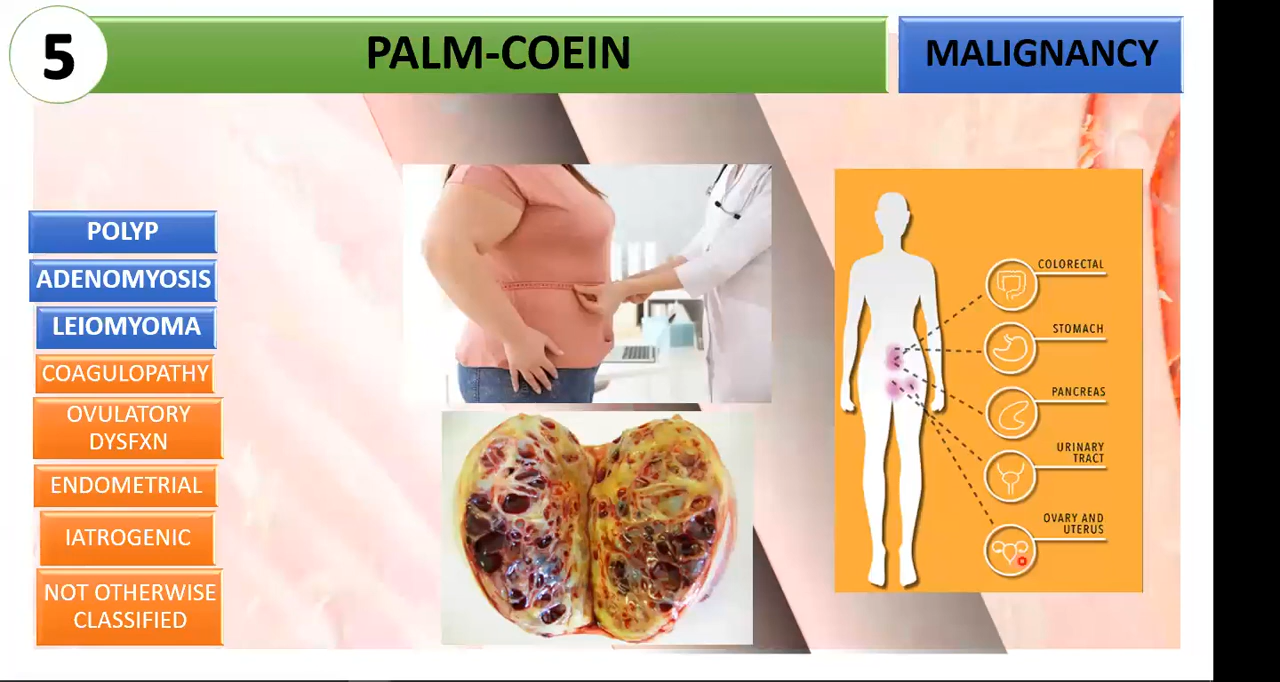 5
PALM-COEIN
MALIGNANCY
POLYP
ADENOMYOSIS
LEIOMYOMA
COAGULOPATHY
OVULATORY
DYSFXN
ENDOMETRIAL
IATROGENIC
NOT OTHERWISE
CLASSIFIED
COLORECTAL
STOMACH
PANCREAS
URINARY
TRACT
OVARY AND
UTERUS